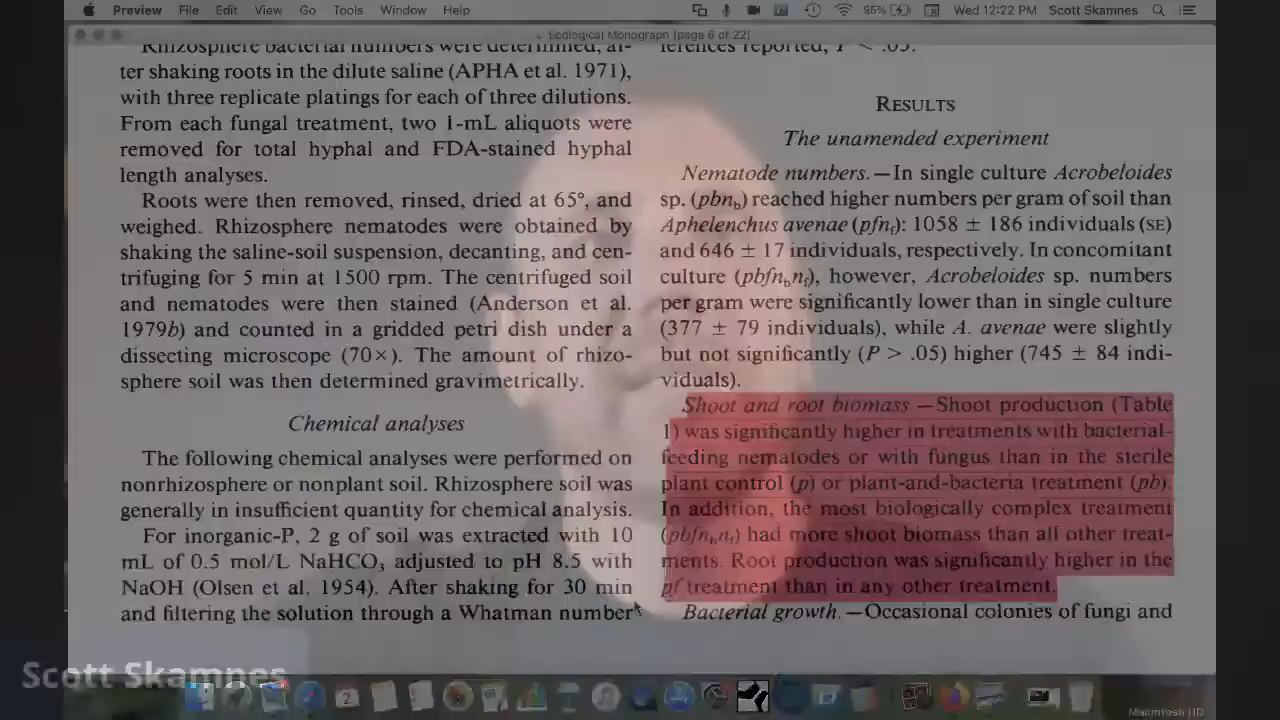 Preview File Edit View Go Tools Window Help 95% Wed 12:22 PM Scott Skamnes
Ecological Monograph (page 6 of 22)
Rhizosphere bacterial numbers were determined, af-
ter shaking roots in the dilute saline (APHA et al. 1971),
with three replicate platings for each of three dilutions.
From each fungal treatment, two 1-mL aliquots were
removed for total hyphal and FDA-stained hyphal
length analyses.
Roots were then removed, rinsed, dried at 65°, and
weighed. Rhizosphere nematodes were obtained by
shaking the saline-soil suspension, decanting, and cen-
trifuging for 5 min at 1500 rpm. The centrifuged soil
and nematodes were then stained (Anderson et al.
1979b) and counted in a gridded petri dish under a
dissecting microscope (70×). The amount of rhizo-
sphere soil was then determined gravimetrically.
Chemical analyses
The following chemical analyses were performed on
nonrhizosphere or nonplant soil. Rhizosphere soil was
generally in insufficient quantity for chemical analysis.
For inorganic-P, 2 g of soil was extracted with 10
mL of 0.5 mol/L NaHCO₃ adjusted to pH 8.5 with
NaOH (Olsen et al. 1954). After shaking for 30 min
and filtering the solution through a Whatman number
ferences reported, P < .05.
RESULTS
The unamended experiment
Nematode numbers.—In single culture Acrobeloides
sp. (pbn_b) reached higher numbers per gram of soil than
Aphelenchus avenae (pfn_f): 1058 ± 186 individuals (SE)
and 646 ± 17 individuals, respectively. In concomitant
culture (pbfn_bn_f), however, Acrobeloides sp. numbers
per gram were significantly lower than in single culture
(377 ± 79 individuals), while A. avenae were slightly
but not significantly (P > .05) higher (745 ± 84 indi-
viduals).
Shoot and root biomass—Shoot production (Table
1) was significantly higher in treatments with bacterial-
feeding nematodes or with fungus than in the sterile
plant control (p) or plant-and-bacteria treatment (pb).
In addition, the most biologically complex treatment
(pbfn_bn_f) had more shoot biomass than all other treat-
ments. Root production was significantly higher in the
pf treatment than in any other treatment.
Bacterial growth.—Occasional colonies of fungi and
Scott Skamnes
Macintosh HD